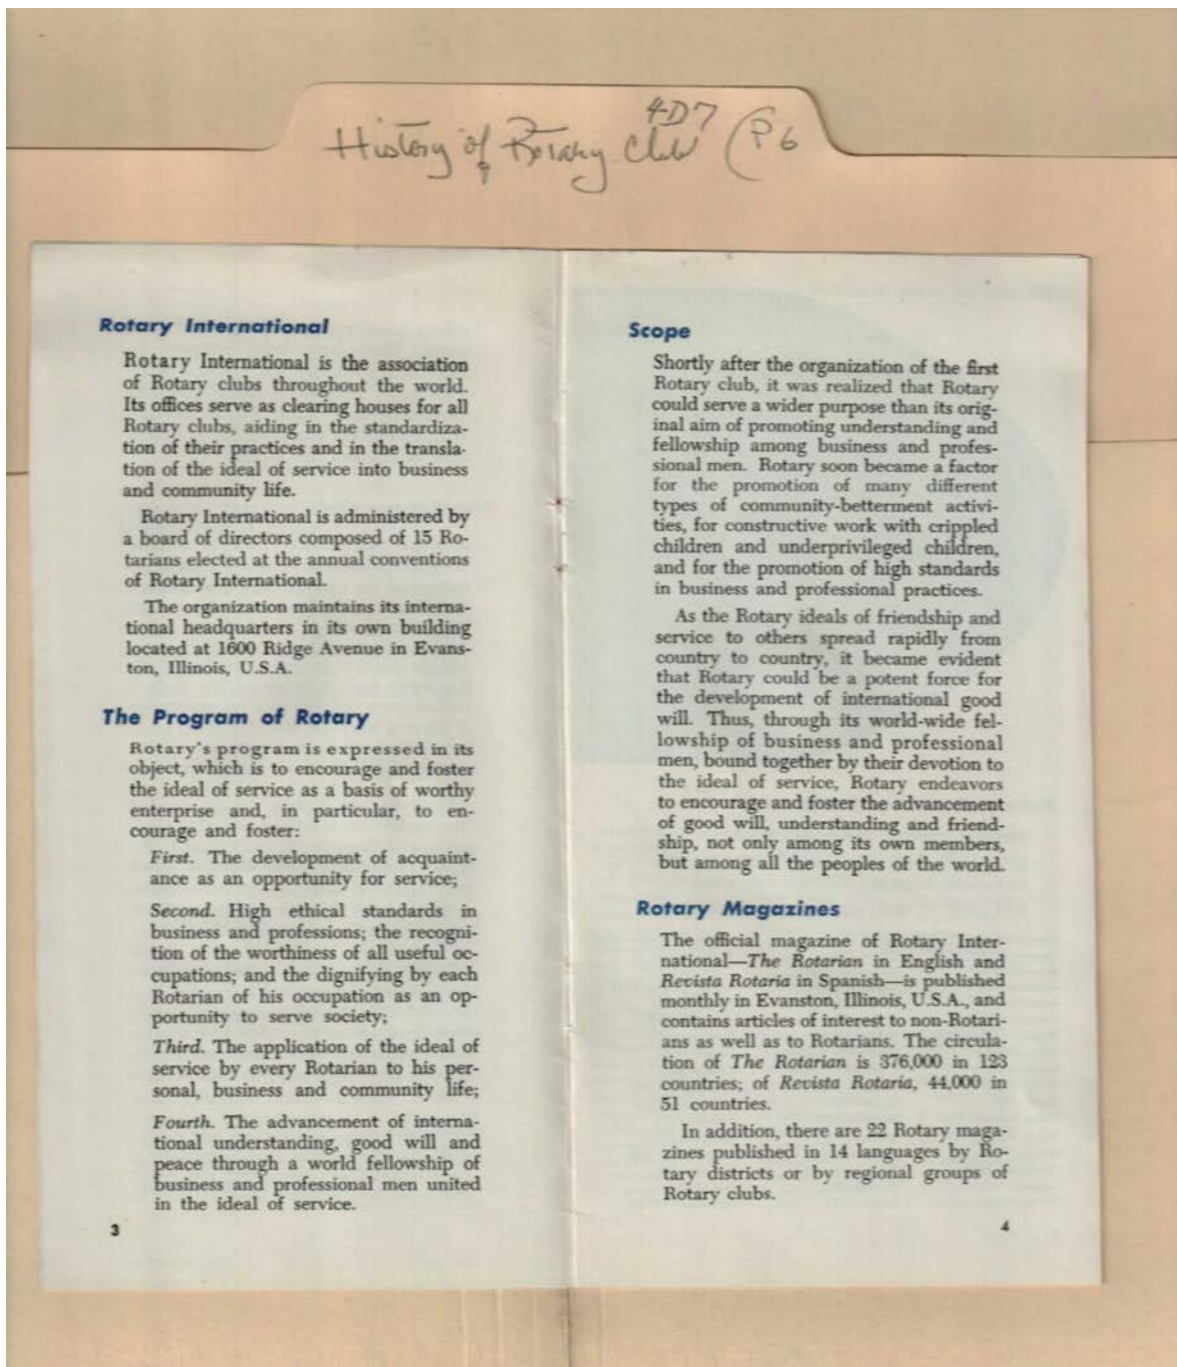 4-D7
History of Rotary Club (P6
Rotary International
Rotary International is the association
of Rotary clubs throughout the world.
Its offices serve as clearing houses for all
Rotary clubs, aiding in the standardiza-
tion of their practices and in the transla-
tion of the ideal of service into business
and community life.
Rotary International is administered by
a board of directors composed of 15 Ro-
tarians elected at the annual conventions
of Rotary International.
The organization maintains its interna-
tional headquarters in its own building
located at 1600 Ridge Avenue in Evans-
ton, Illinois, U.S.A.
The Program of Rotary
Rotary's program is expressed in its
object, which is to encourage and foster
the ideal of service as a basis of worthy
enterprise and, in particular, to en-
courage and foster:
First. The development of acquaint-
ance as an opportunity for service;
Second. High ethical standards in
business and professions; the recogni-
tion of the worthiness of all useful oc-
cupations; and the dignifying by each
Rotarian of his occupation as an op-
portunity to serve society;
Third. The application of the ideal of
service by every Rotarian to his per-
sonal, business and community life;
Fourth. The advancement of interna-
tional understanding, good will and
peace through a world fellowship of
business and professional men united
in the ideal of service.
3
Scope
Shortly after the organization of the first
Rotary club, it was realized that Rotary
could serve a wider purpose than its orig-
inal aim of promoting understanding and
fellowship among business and profes-
sional men. Rotary soon became a factor
for the promotion of many different
types of community-betterment activi-
ties, for constructive work with crippled
children and underprivileged children,
and for the promotion of high standards
in business and professional practices.
As the Rotary ideals of friendship and
service to others spread rapidly from
country to country, it became evident
that Rotary could be a potent force for
the development of international good
will. Thus, through its world-wide fel-
lowship of business and professional
men, bound together by their devotion to
the ideal of service, Rotary endeavors
to encourage and foster the advancement
of good will, understanding and friend-
ship, not only among its own members,
but among all the peoples of the world.
Rotary Magazines
The official magazine of Rotary Inter-
national—The Rotarian in English and
Revista Rotaria in Spanish—is published
monthly in Evanston, Illinois, U.S.A., and
contains articles of interest to non-Rotari-
ans as well as to Rotarians. The circula-
tion of The Rotarian is 376,000 in 123
countries; of Revista Rotaria, 44,000 in
51 countries.
In addition, there are 22 Rotary maga-
zines published in 14 languages by Ro-
tary districts or by regional groups of
Rotary clubs.
4